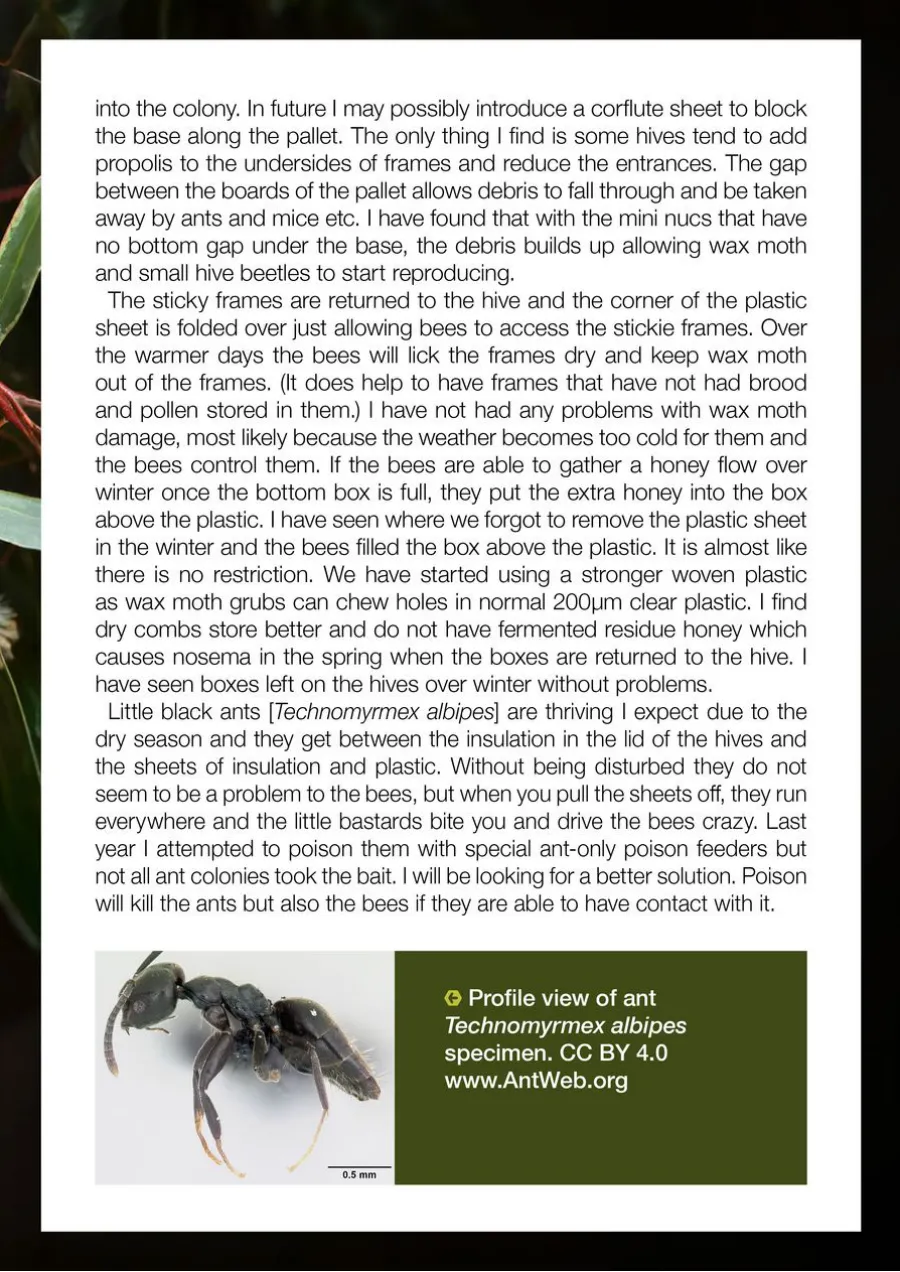 into the colony. In future I may possibly introduce a corflute sheet to block
the base along the pallet. The only thing I find is some hives tend to add
propolis to the undersides of frames and reduce the entrances. The gap
between the boards of the pallet allows debris to fall through and be taken
away by ants and mice etc. I have found that with the mini nucs that have
no bottom gap under the base, the debris builds up allowing wax moth
and small hive beetles to start reproducing.
The sticky frames are returned to the hive and the corner of the plastic
sheet is folded over just allowing bees to access the stickie frames. Over
the warmer days the bees will lick the frames dry and keep wax moth
out of the frames. (It does help to have frames that have not had brood
and pollen stored in them.) I have not had any problems with wax moth
damage, most likely because the weather becomes too cold for them and
the bees control them. If the bees are able to gather a honey flow over
winter once the bottom box is full, they put the extra honey into the box
above the plastic. I have seen where we forgot to remove the plastic sheet
in the winter and the bees filled the box above the plastic. It is almost like
there is no restriction. We have started using a stronger woven plastic
as wax moth grubs can chew holes in normal 200μm clear plastic. I find
dry combs store better and do not have fermented residue honey which
causes nosema in the spring when the boxes are returned to the hive. I
have seen boxes left on the hives over winter without problems.
Little black ants [Technomyrmex albipes] are thriving I expect due to the
dry season and they get between the insulation in the lid of the hives and
the sheets of insulation and plastic. Without being disturbed they do not
seem to be a problem to the bees, but when you pull the sheets off, they run
everywhere and the little bastards bite you and drive the bees crazy. Last
year I attempted to poison them with special ant-only poison feeders but
not all ant colonies took the bait. I will be looking for a better solution. Poison
will kill the ants but also the bees if they are able to have contact with it.
Profile view of ant
Technomyrmex albipes
specimen. CC BY 4.0
www.AntWeb.org
0.5 mm